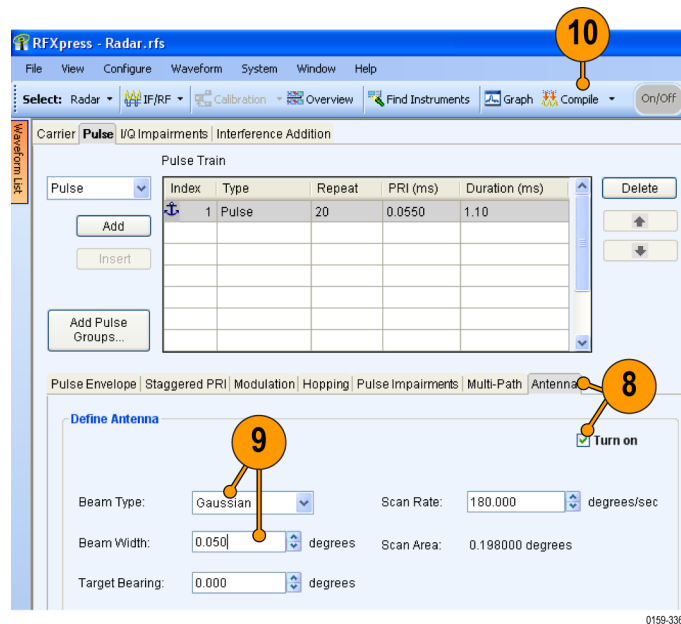 10
RFXpress - Radar.rfs
File View Configure Waveform System Window Help
Select: Radar IF/RF Calibration Overview Find Instruments Graph Compile On/Off
Waveform List
Carrier Pulse I/Q Impairments Interference Addition
Pulse Train
Pulse
Index Type Repeat PRI (ms) Duration (ms)
Delete
1 Pulse 20 0.0550 1.10
Add
Insert
Add Pulse
Groups...
Pulse Envelope Staggered PRI Modulation Hopping Pulse Impairments Multi-Path Antenna
8
Define Antenna
Turn on
9
Beam Type: Gaussian Scan Rate: 180.000 degrees/sec
Beam Width: 0.050 degrees Scan Area: 0.198000 degrees
Target Bearing: 0.000 degrees
0159-336